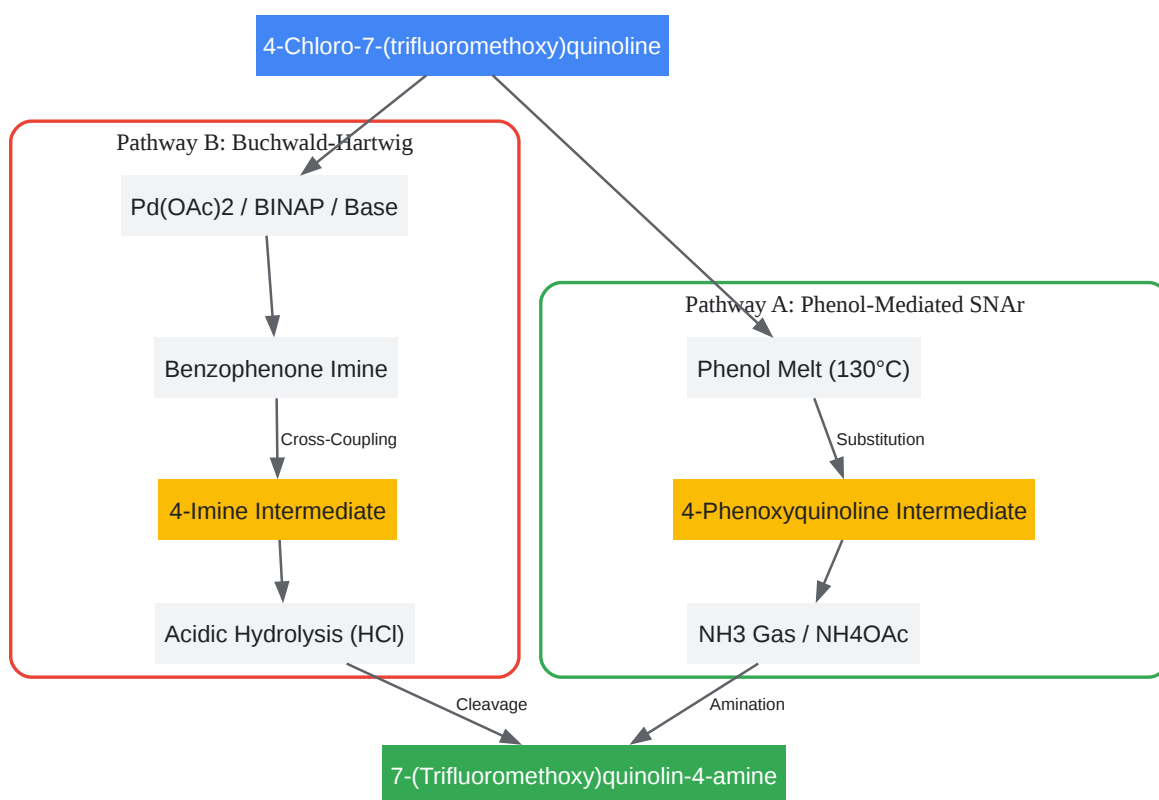 4-Chloro-7-(trifluoromethoxy)quinoline
Pathway B: Buchwald-Hartwig
Pd(OAc)2 / BINAP / Base
Benzophenone Imine
Cross-Coupling
4-Imine Intermediate
Acidic Hydrolysis (HCl)
Cleavage
Pathway A: Phenol-Mediated SNAr
Phenol Melt (130°C)
Substitution
4-Phenoxyquinoline Intermediate
NH3 Gas / NH4OAc
Amination
7-(Trifluoromethoxy)quinolin-4-amine